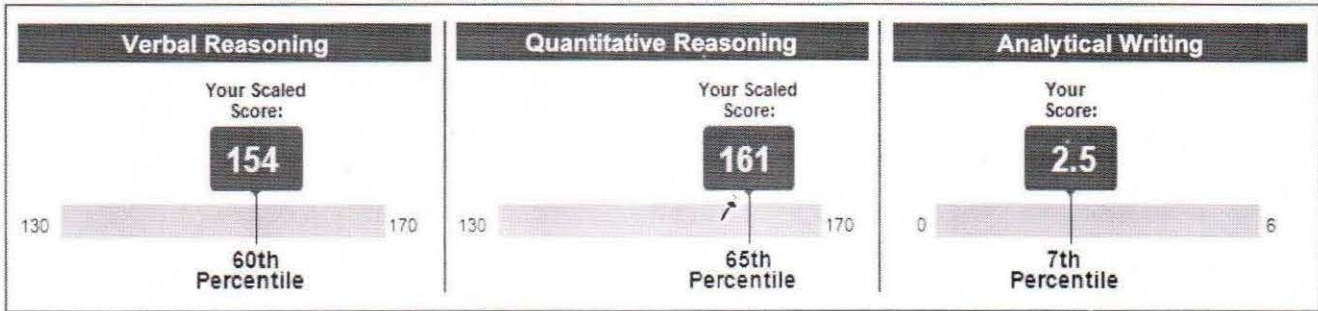 Verbal Reasoning
Your Scaled
Score:
154
130
170
60th
Percentile
Quantitative Reasoning
Your Scaled
Score:
161
130
170
65th
Percentile
Analytical Writing
Your
Score:
2.5
0
6
7th
Percentile